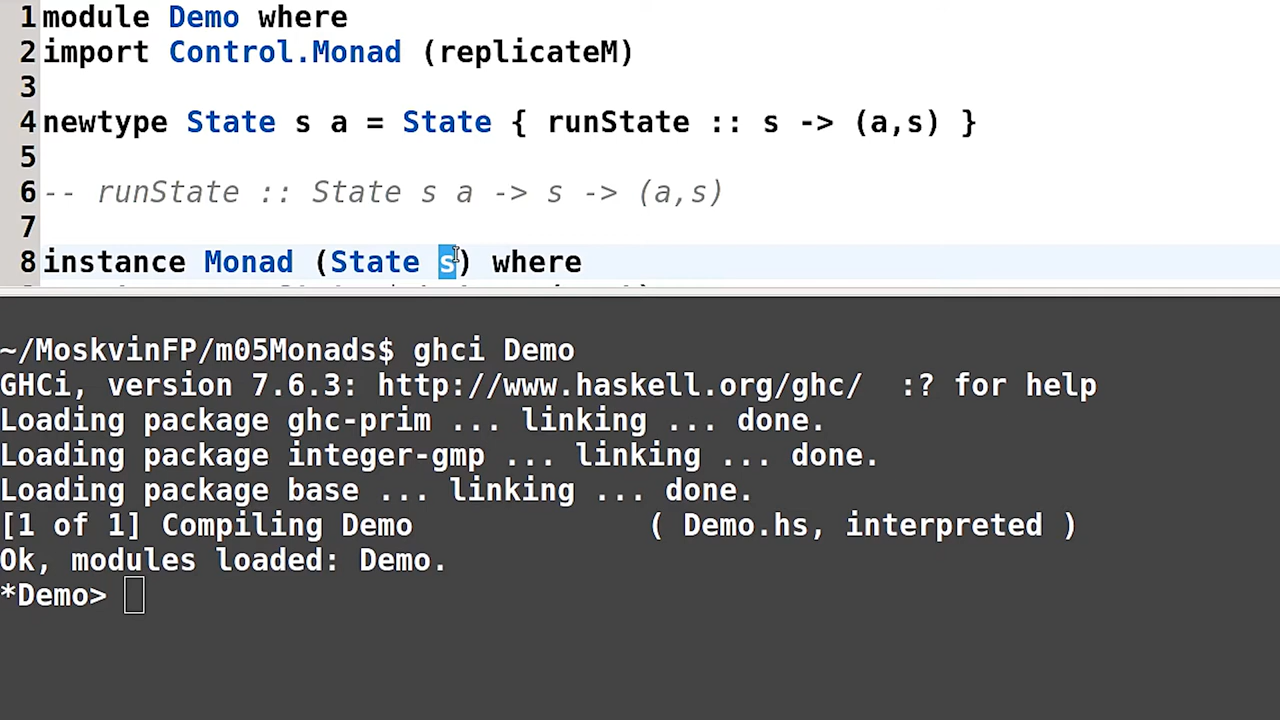 1 module Demo where
2 import Control.Monad (replicateM)
3
4 newtype State s a = State { runState :: s -> (a,s) }
5
6 -- runState :: State s a -> s -> (a,s)
7
8 instance Monad (State s) where
~/MoskvinFP/m05Monads$ ghci Demo
GHCi, version 7.6.3: http://www.haskell.org/ghc/  :? for help
Loading package ghc-prim ... linking ... done.
Loading package integer-gmp ... linking ... done.
Loading package base ... linking ... done.
[1 of 1] Compiling Demo             ( Demo.hs, interpreted )
Ok, modules loaded: Demo.
*Demo>